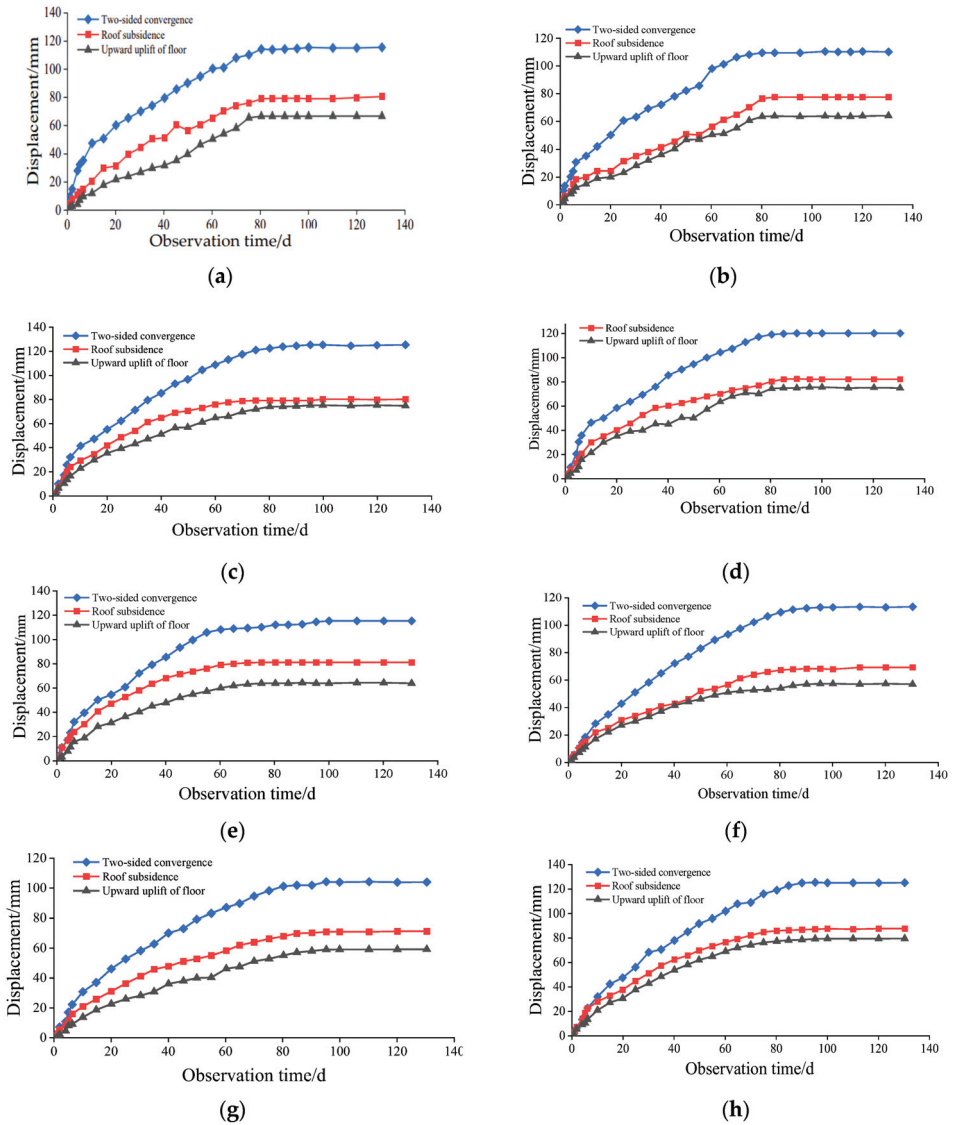 Two-sided convergence
Roof subsidence
Upward uplift of floor
140
120
100
80
60
40
20
0
Displacement/mm
0 20 40 60 80 100 120 140
Observation time/d
(a)
Two-sided convergence
Roof subsidence
Upward uplift of floor
120
100
80
60
40
20
0
Displacement/mm
0 20 40 60 80 100 120 140
Observation time/d
(b)
Two-sided convergence
Roof subsidence
Upward uplift of floor
140
120
100
80
60
40
20
0
Displacement/mm
0 20 40 60 80 100 120 140
Observation time/d
(c)
Roof subsidence
Upward uplift of floor
120
100
80
60
40
20
0
Displacement/mm
0 20 40 60 80 100 120 140
Observation time/d
(d)
Two-sided convergence
Roof subsidence
Upward uplift of floor
140
120
100
80
60
40
20
0
Displacement/mm
0 20 40 60 80 100 120 140
Observation time/d
(e)
Two-sided convergence
Roof subsidence
Upward uplift of floor
120
100
80
60
40
20
0
Displacement/mm
0 20 40 60 80 100 120 140
Observation time/d
(f)
Two-sided convergence
Roof subsidence
Upward uplift of floor
120
100
80
60
40
20
0
Displacement/mm
0 20 40 60 80 100 120 140
Observation time/d
(g)
Two-sided convergence
Roof subsidence
Upward uplift of floor
140
120
100
80
60
40
20
0
Displacement/mm
0 20 40 60 80 100 120 140
Observation time/d
(h)